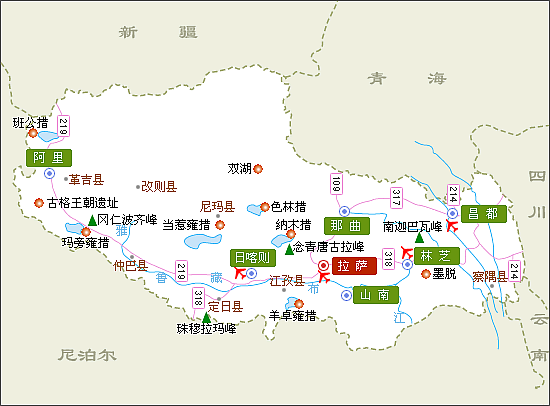 新 疆
青 海
班公措
219
阿里
革吉县
改则县
双湖
109
317
214
四川
古格王朝遗址
冈仁波齐峰
尼玛县
色林措
当惹雍措
纳木措
那曲
昌都
玛旁雍措
雅
念青唐古拉峰
南迦巴瓦峰
仲巴县
219
日喀则
拉萨
318
林芝
鲁
藏
江孜县
布
墨脱
察隅县
214
318
定日县
山南
江
珠穆拉玛峰
羊卓雍措
尼泊尔
云南